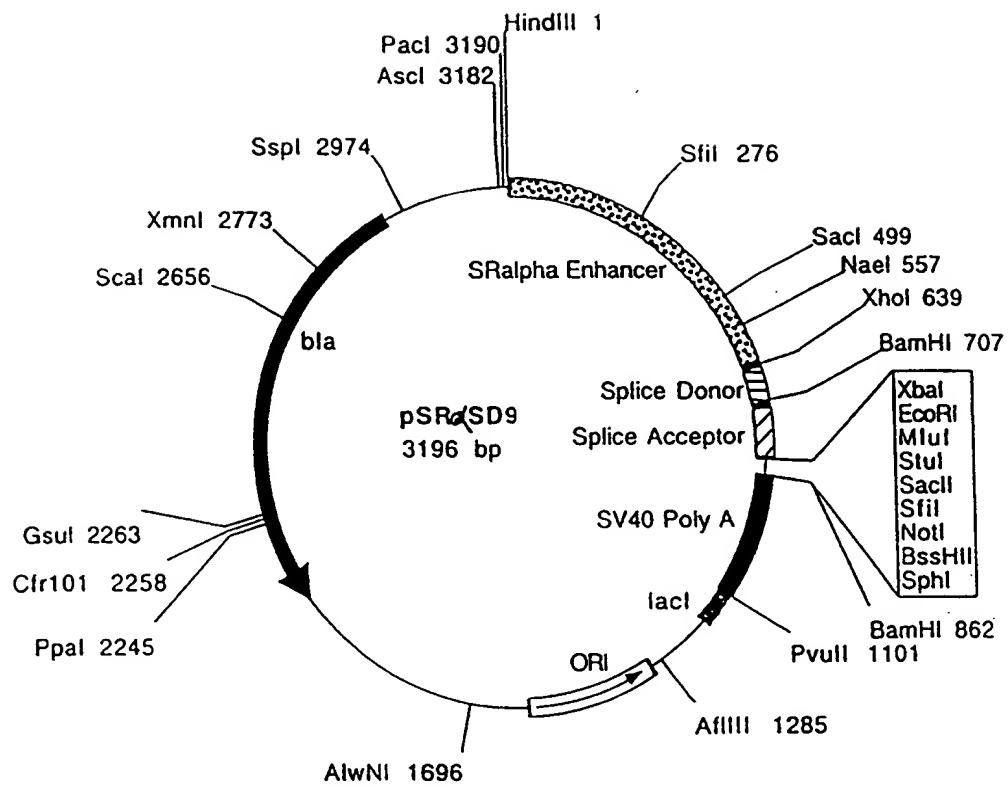 HindIII 1
PacI 3190
AscI 3182
SspI 2974
SfiI 276
XmnI 2773
SacI 499
ScaI 2656
NaeI 557
SRalpha Enhancer
XhoI 639
bla
BamHI 707
Splice Donor
XbaI
EcoRI
MluI
StuI
SacII
SfiI
NotI
BssHII
SphI
pSRαSD9
3196 bp
Splice Acceptor
SV40 Poly A
GsuI 2263
Cfr101 2258
PpaI 2245
lacI
BamHI 862
PvuII 1101
ORI
AflIII 1285
AlwNI 1696